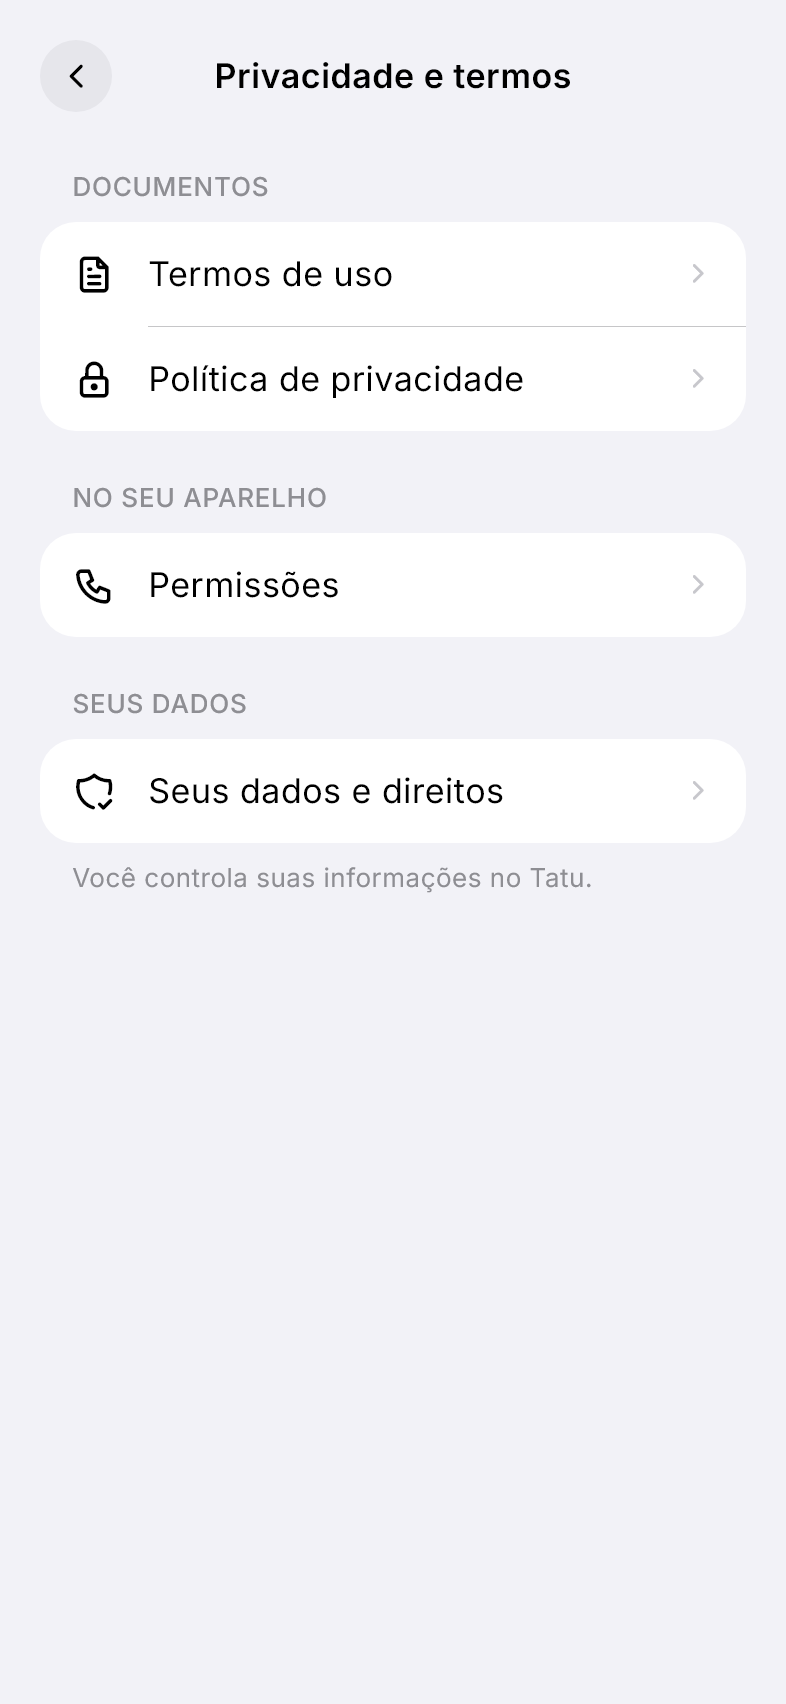 Privacidade e termos
DOCUMENTOS
Termos de uso
Política de privacidade
NO SEU APARELHO
Permissões
SEUS DADOS
Seus dados e direitos
Você controla suas informações no Tatu.